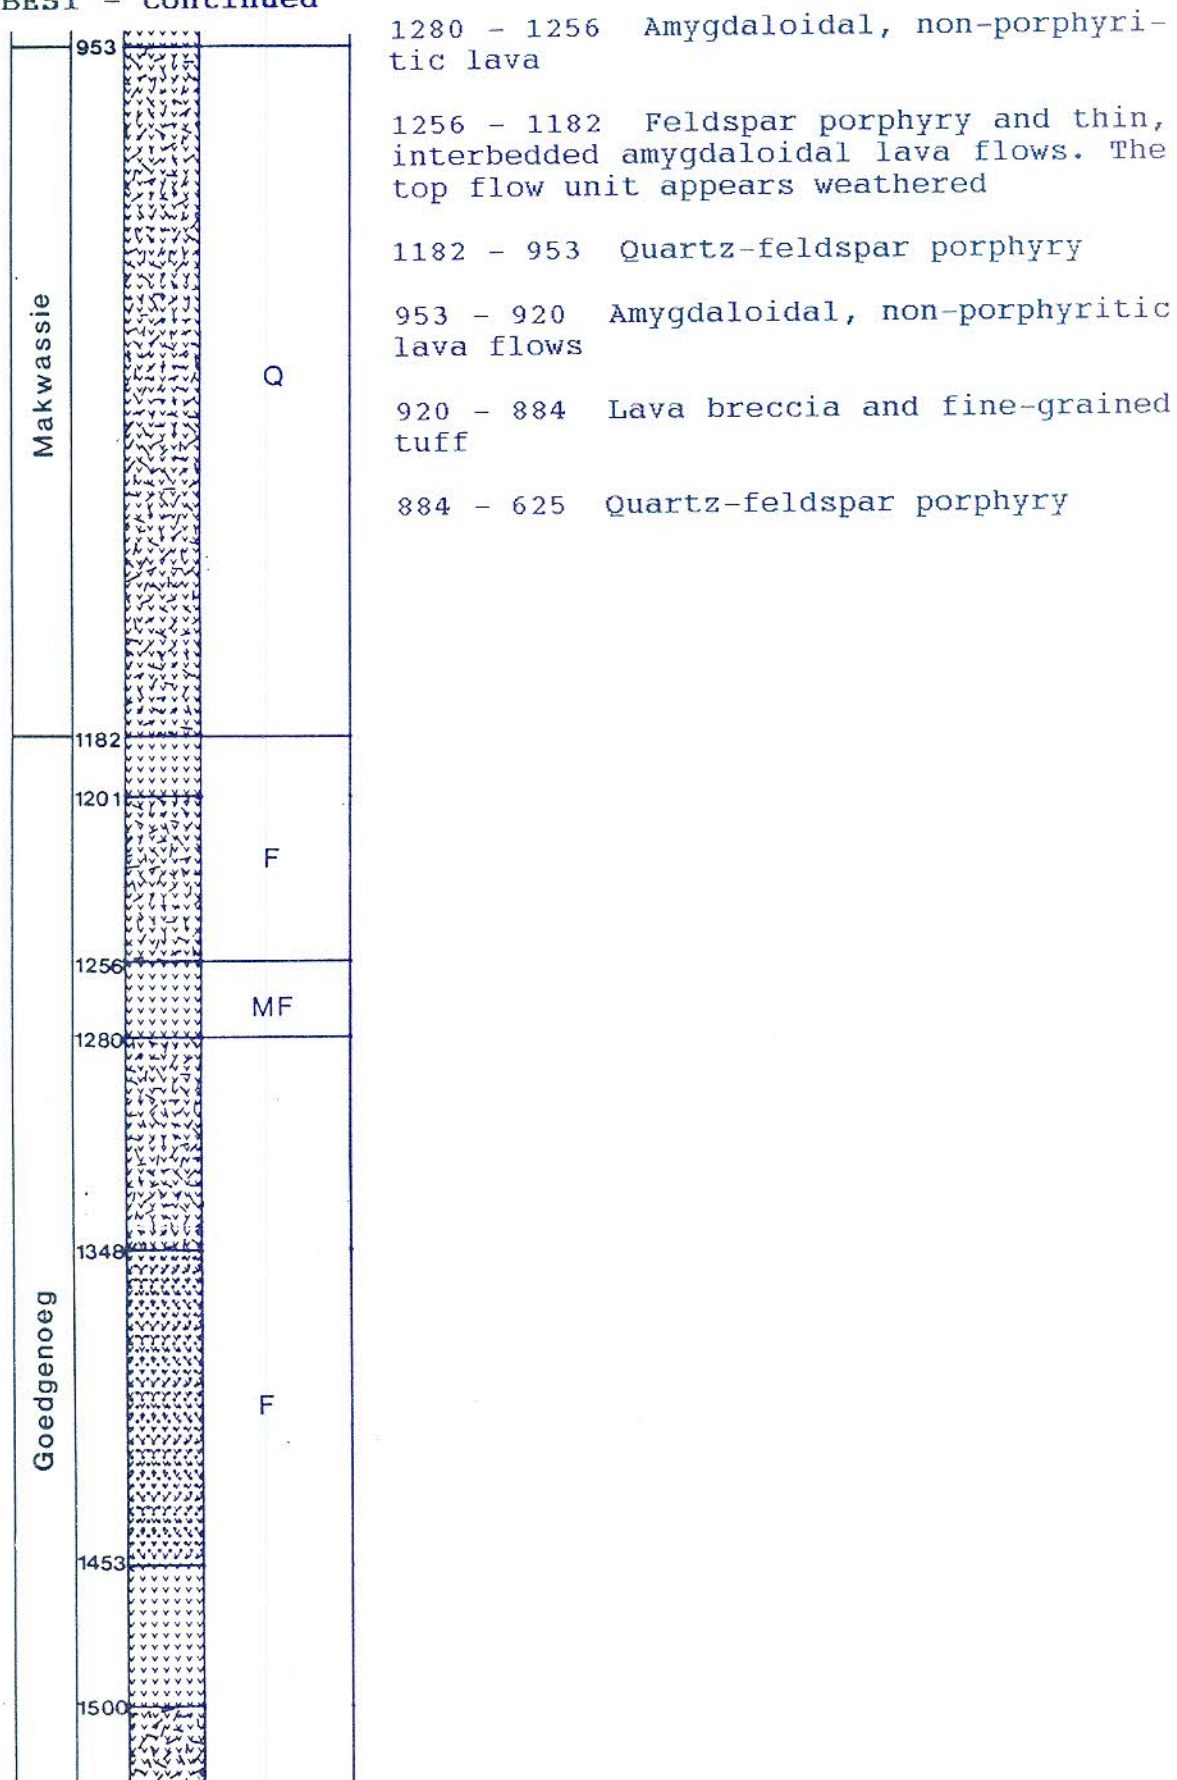 BEST - continued
1280 - 1256 Amygdaloidal, non-porphyri-
tic lava
1256 - 1182 Feldspar porphyry and thin,
interbedded amygdaloidal lava flows. The
top flow unit appears weathered
1182 - 953 Quartz-feldspar porphyry
953 - 920 Amygdaloidal, non-porphyritic
lava flows
920 - 884 Lava breccia and fine-grained
tuff
884 - 625 Quartz-feldspar porphyry
953
Makwassie
Q
1182
1201
F
1256
MF
1280
1348
Goedgenoeg
F
1453
1500